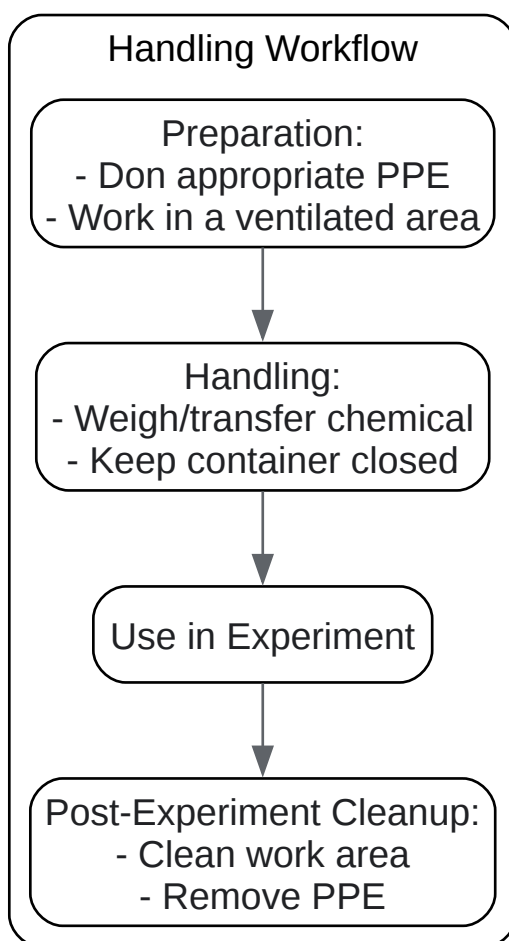 Handling Workflow
Preparation:
- Don appropriate PPE
- Work in a ventilated area
Handling:
- Weigh/transfer chemical
- Keep container closed
Use in Experiment
Post-Experiment Cleanup:
- Clean work area
- Remove PPE